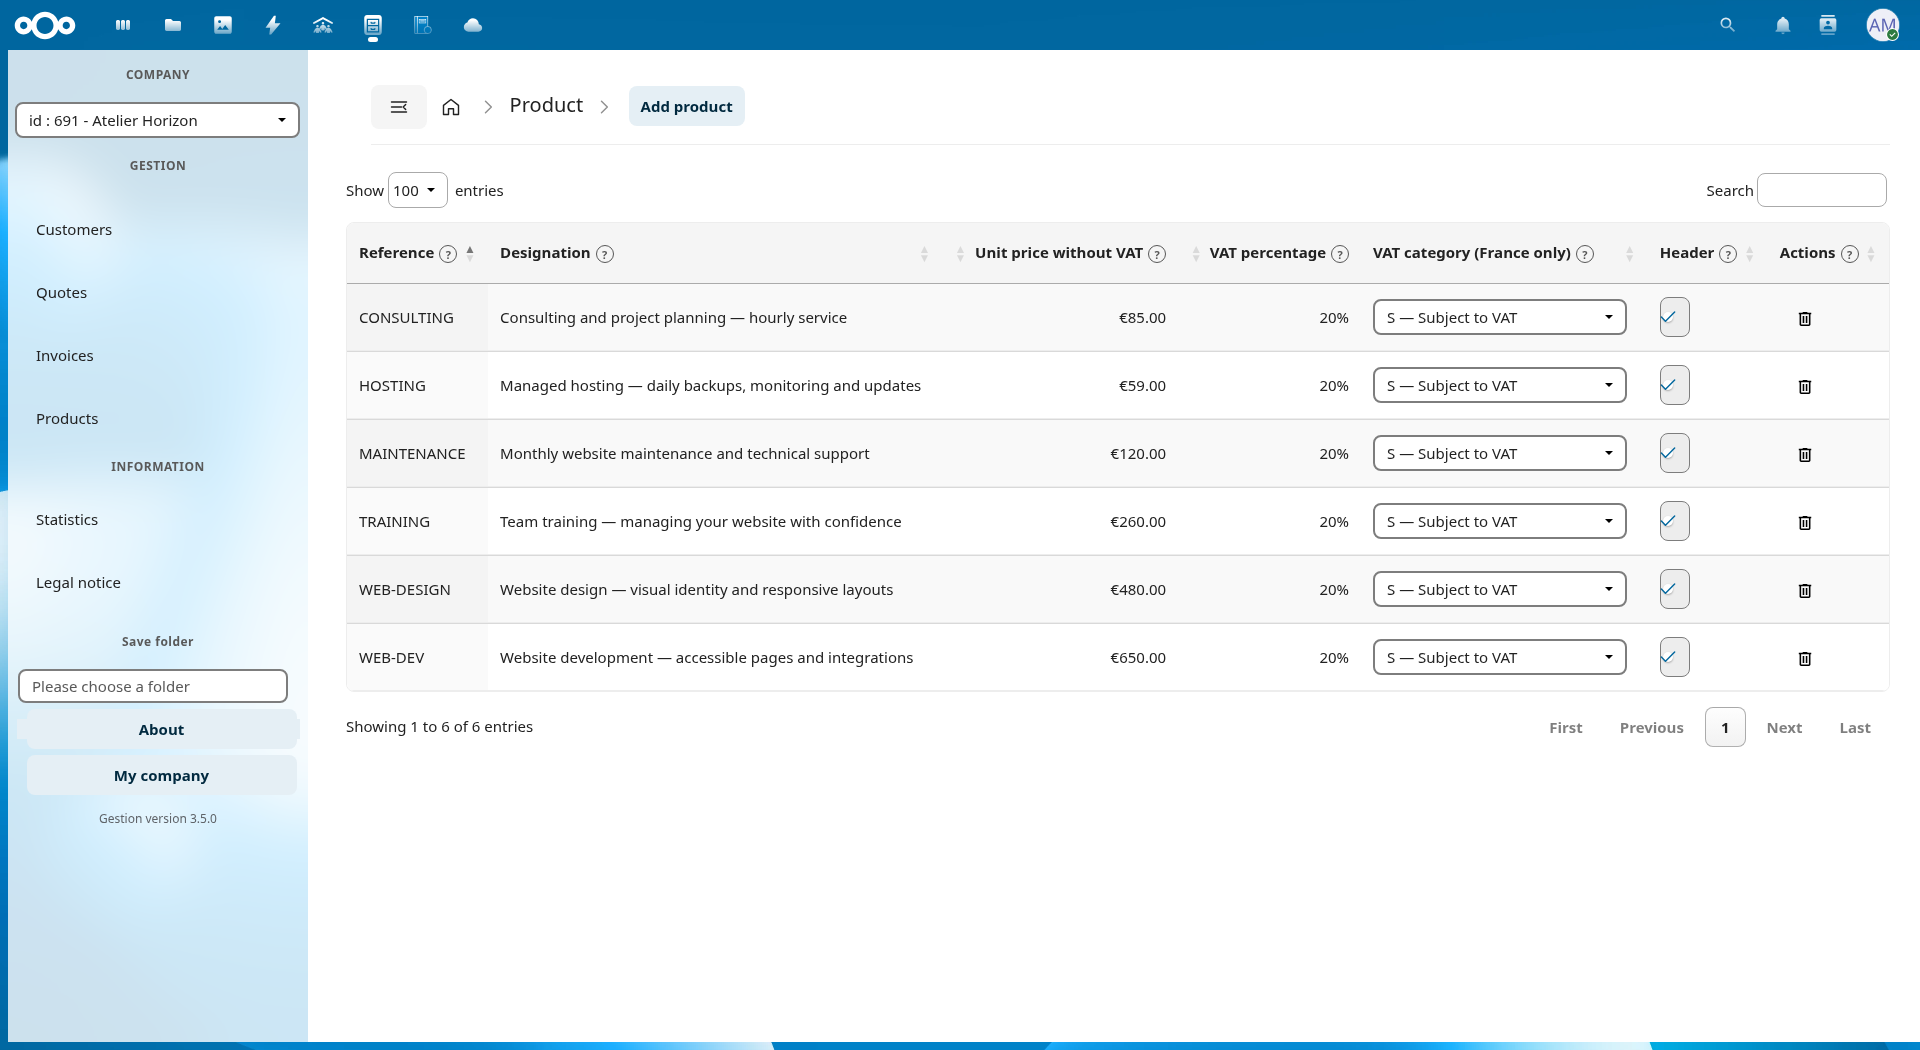 AM
COMPANY
id : 691 - Atelier Horizon
GESTION
Customers
Quotes
Invoices
Products
INFORMATION
Statistics
Legal notice
Save folder
Please choose a folder
About
My company
Gestion version 3.5.0
Product
Add product
Show 100 entries
Search
Reference ? Designation ? Unit price without VAT ? VAT percentage ? VAT category (France only) ? Header ? Actions ?
CONSULTING Consulting and project planning — hourly service €85.00 20% S — Subject to VAT
HOSTING Managed hosting — daily backups, monitoring and updates €59.00 20% S — Subject to VAT
MAINTENANCE Monthly website maintenance and technical support €120.00 20% S — Subject to VAT
TRAINING Team training — managing your website with confidence €260.00 20% S — Subject to VAT
WEB-DESIGN Website design — visual identity and responsive layouts €480.00 20% S — Subject to VAT
WEB-DEV Website development — accessible pages and integrations €650.00 20% S — Subject to VAT
Showing 1 to 6 of 6 entries
First Previous 1 Next Last